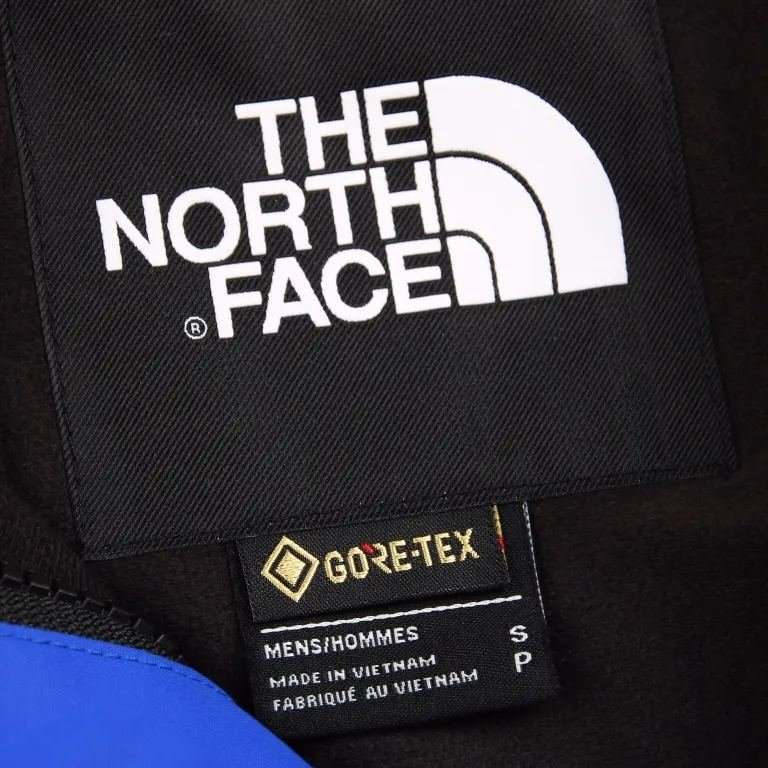 THE
NORTH
FACE
®
GORE-TEX
MENS/HOMMES
S
P
MADE IN VIETNAM
FABRIQUÉ AU VIETNAM